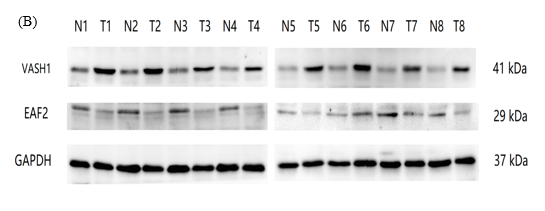 (B)
N1 T1 N2 T2 N3 T3 N4 T4 N5 T5 N6 T6 N7 T7 N8 T8
VASH1 41 kDa
EAF2 29 kDa
GAPDH 37 kDa